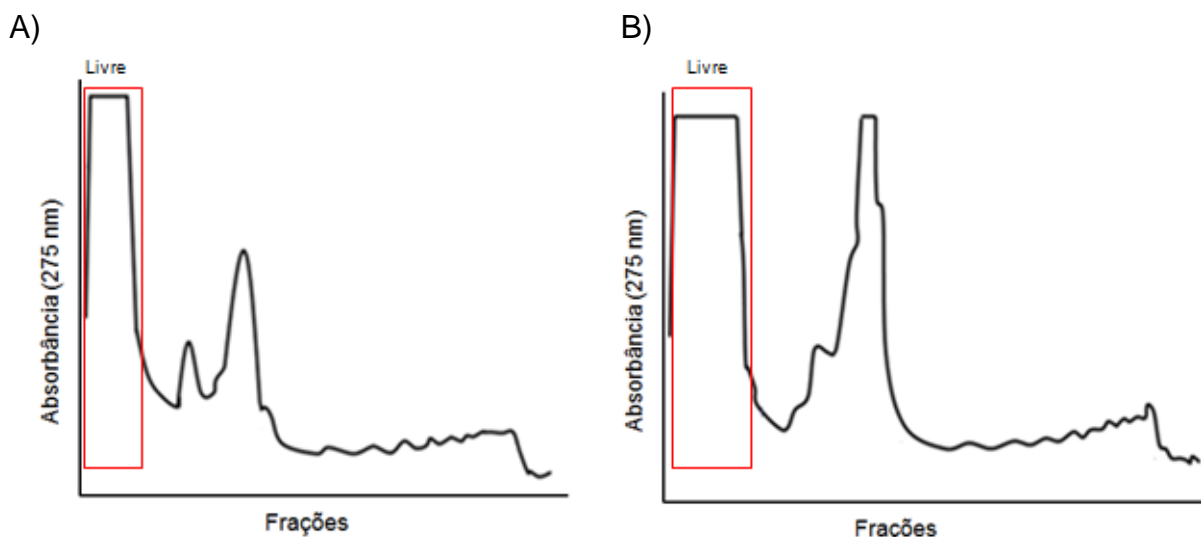 A)
B)
Livre
Livre
Absorbância (275 nm)
Absorbância (275 nm)
Frações
Frações